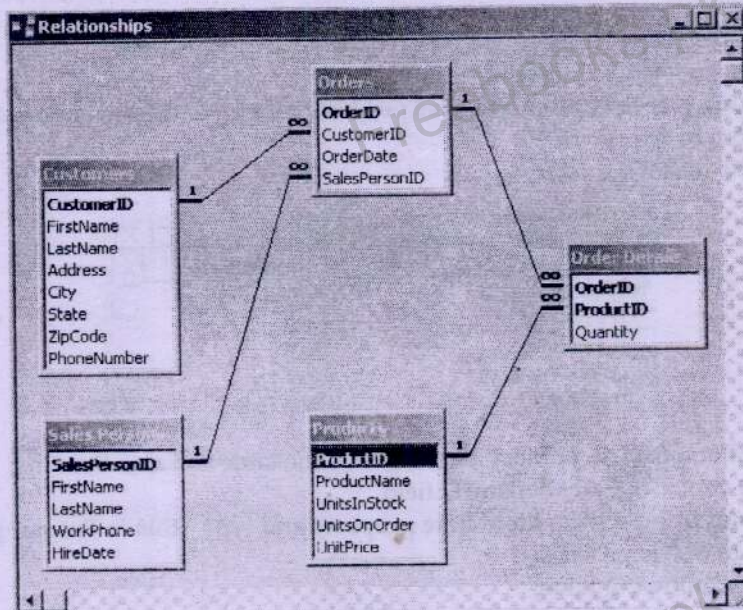 Relationships
Orders
OrderID
CustomerID
OrderDate
SalesPersonID
1
∞
∞
Customers
CustomerID
FirstName
LastName
Address
City
State
ZipCode
PhoneNumber
1
Order Details
OrderID
ProductID
Quantity
∞
∞
Sales
SalesPersonID
FirstName
LastName
WorkPhone
HireDate
1
Products
ProductID
ProductName
UnitsInStock
UnitsOnOrder
UnitPrice
1